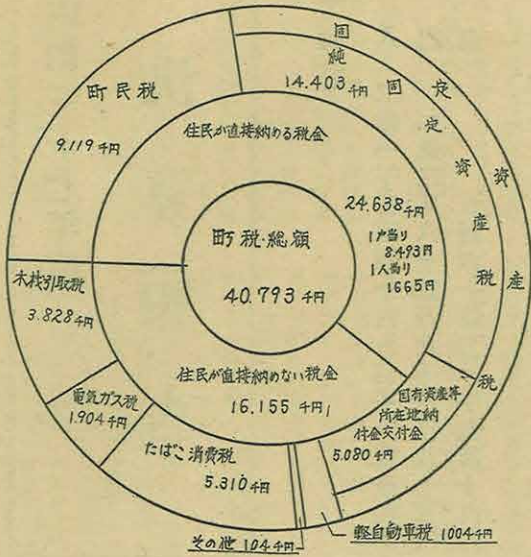 固定資産税
純固定資産税
14.403千円
町民税
9.119千円
住民が直接納める税金
24.638千円
1戸当り
8.493円
1人当り
1665円
町税・総額
40.793千円
木材引取税
3.828千円
住民が直接納めない税金
16.155千円
電気ガス税
1.904千円
国有資産等
所在地納
付金交付金
5.080千円
たばこ消費税
5.310千円
その他 104千円
軽自動車税 1004千円